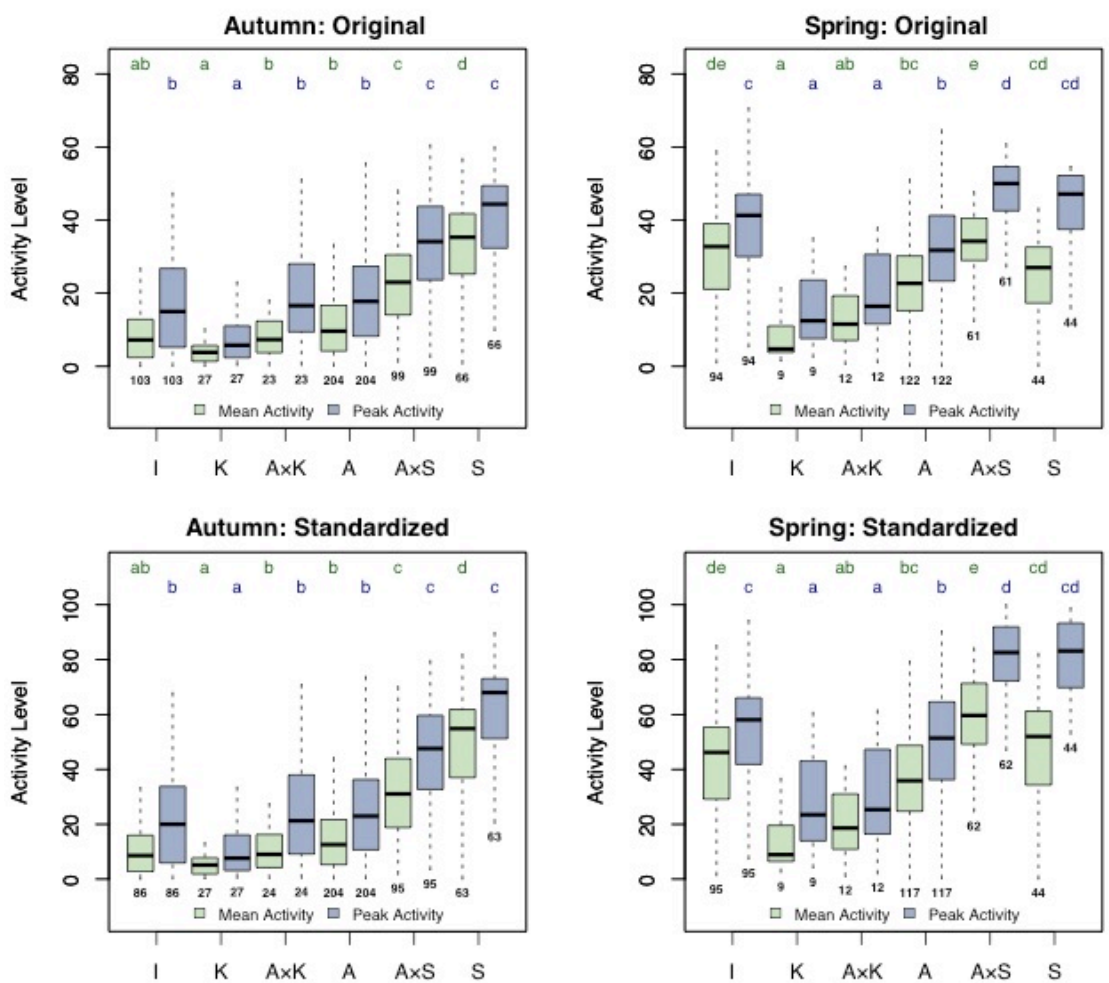 Autumn: Original
Activity Level
80
60
40
20
0
ab a b b c d
b a b b c c
103 103 27 27 23 23 204 204 99 99 66 66
Mean Activity Peak Activity
I K A×K A A×S S
Spring: Original
Activity Level
80
60
40
20
0
de a ab bc e cd
c a a b d cd
94 94 9 9 12 12 122 122 61 61 44 44
Mean Activity Peak Activity
I K A×K A A×S S
Autumn: Standardized
Activity Level
100
80
60
40
20
0
ab a b b c d
b a b b c c
86 86 27 27 24 24 204 204 95 95 63 63
Mean Activity Peak Activity
I K A×K A A×S S
Spring: Standardized
Activity Level
100
80
60
40
20
0
de a ab bc e cd
c a a b d cd
95 95 9 9 12 12 117 117 62 62 44 44
Mean Activity Peak Activity
I K A×K A A×S S